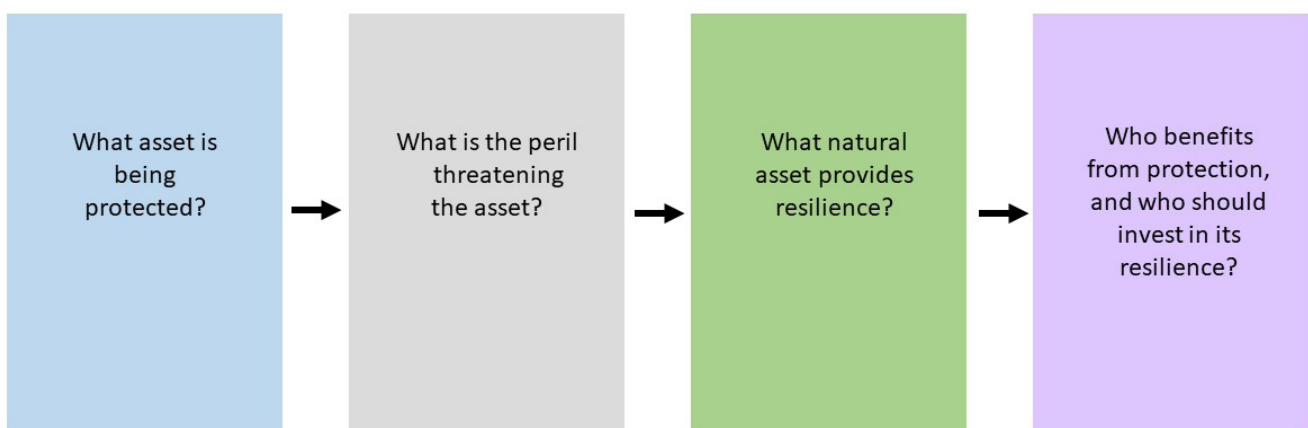 What asset is
being
protected?
What is the peril
threatening
the asset?
What natural
asset provides
resilience?
Who benefits
from protection,
and who should
invest in its
resilience?